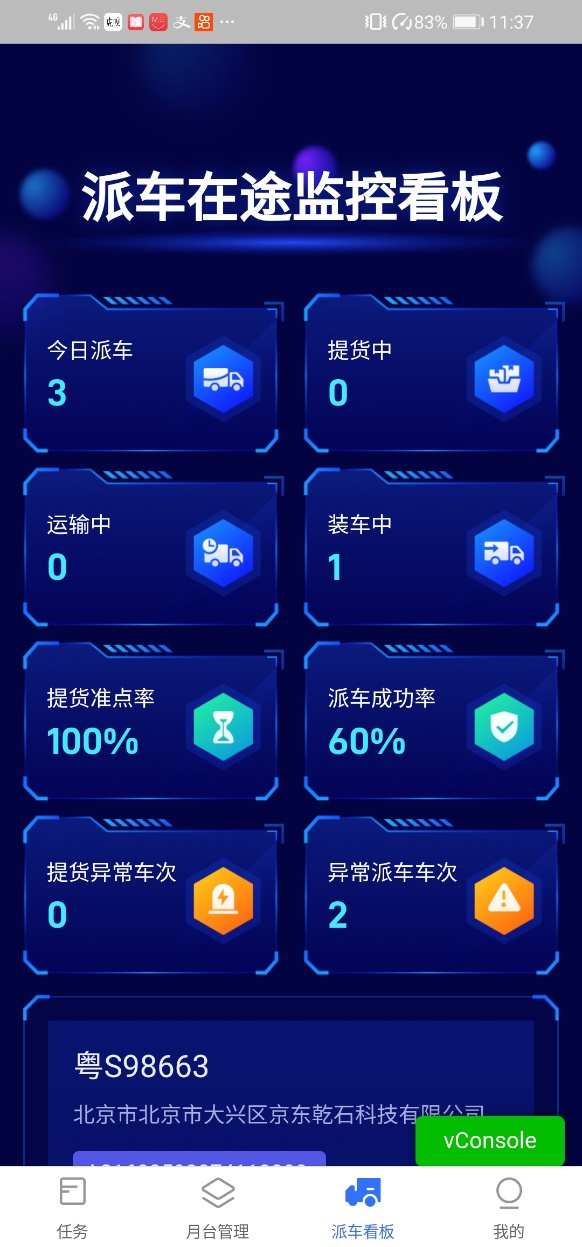 4G 83% 11:37
派车在途监控看板
今日派车
3
提货中
0
运输中
0
装车中
1
提货准点率
100%
派车成功率
60%
提货异常车次
0
异常派车车次
2
粤S98663
北京市北京市大兴区京东乾石科技有限公司
vConsole
任务
月台管理
派车看板
我的